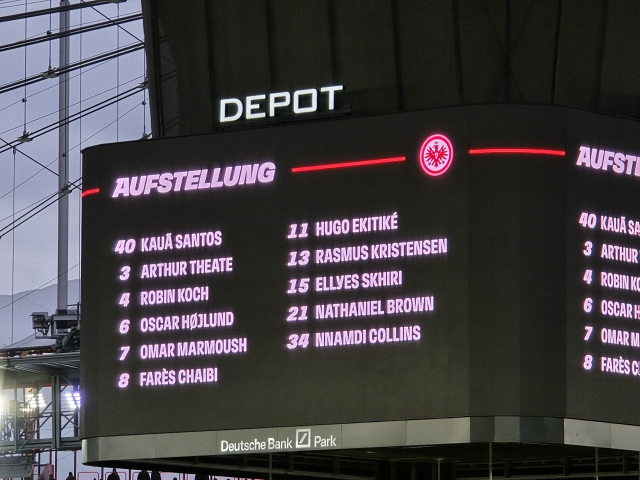 DEPOT
AUFSTELLUNG
40 KAUÃ SANTOS
3 ARTHUR THEATE
4 ROBIN KOCH
6 OSCAR HØJLUND
7 OMAR MARMOUSH
8 FARÈS CHAIBI
11 HUGO EKITIKÉ
13 RASMUS KRISTENSEN
15 ELLYES SKHIRI
21 NATHANIEL BROWN
34 NNAMDI COLLINS
AUFSTE
40 KAUÃ SA
3 ARTHUR
4 ROBIN KO
6 OSCAR H
7 OMAR M
8 FARÈS C
Deutsche Bank Park